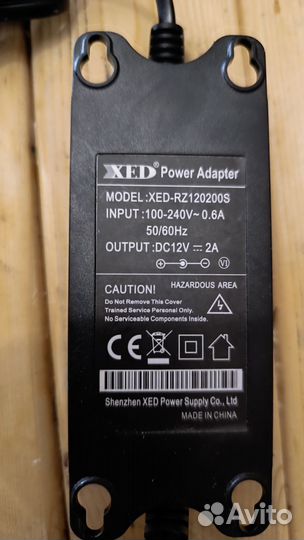 XED® Power Adapter
MODEL:XED-RZ120200S
INPUT :100-240V~ 0.6A
50/60Hz
OUTPUT :DC12V ⎓ 2A
VI
CAUTION! HAZARDOUS AREA
Do Not Remove This Cover
Trained Service Personal Only.
No Serviceable Components Inside.
CE
Shenzhen XED Power Supply Co., Ltd
MADE IN CHINA
Avito